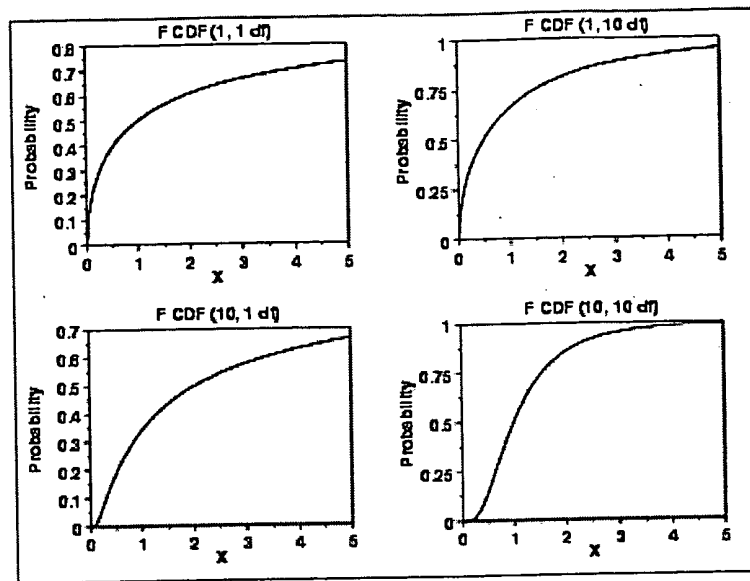 F CDF (1, 1 df)
0.8
0.7
0.6
0.5
0.4
0.3
0.2
0.1
0
Probability
0 1 2 3 4 5
X
F CDF (1, 10 df)
1
0.75
0.5
0.25
0
Probability
0 1 2 3 4 5
X
F CDF (10, 1 df)
0.7
0.6
0.5
0.4
0.3
0.2
0.1
0
Probability
0 1 2 3 4 5
X
F CDF (10, 10 df)
1
0.75
0.5
0.25
0
Probability
0 1 2 3 4 5
X